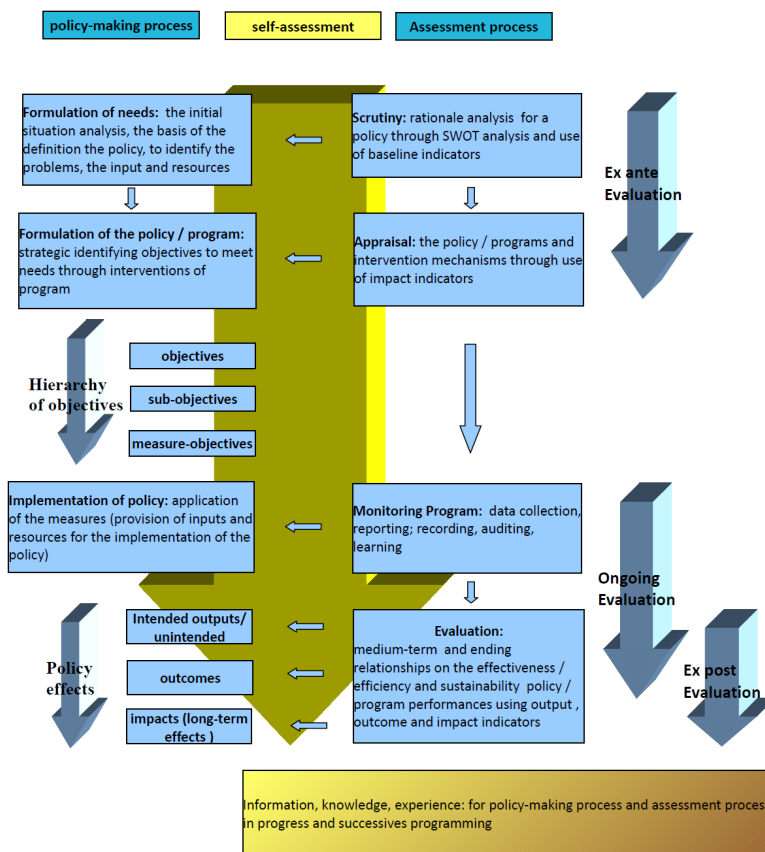 policy-making process
self-assessment
Assessment process
Formulation of needs: the initial
situation analysis, the basis of the
definition the policy, to identify the
problems, the input and resources
Scrutiny: rationale analysis for a
policy through SWOT analysis and use
of baseline indicators
Ex ante
Evaluation
Formulation of the policy / program:
strategic identifying objectives to meet
needs through interventions of
program
Appraisal: the policy / programs and
intervention mechanisms through use
of impact indicators
Hierarchy
of objectives
objectives
sub-objectives
measure-objectives
Implementation of policy: application
of the measures (provision of inputs and
resources for the implementation of the
policy)
Monitoring Program: data collection,
reporting; recording, auditing,
learning
Ongoing
Evaluation
Policy
effects
Intended outputs/
unintended
outcomes
impacts (long-term
effects )
Evaluation:
medium-term and ending
relationships on the effectiveness /
efficiency and sustainability policy /
program performances using output ,
outcome and impact indicators
Ex post
Evaluation
Information, knowledge, experience: for policy-making process and assessment proces
in progress and successives programming